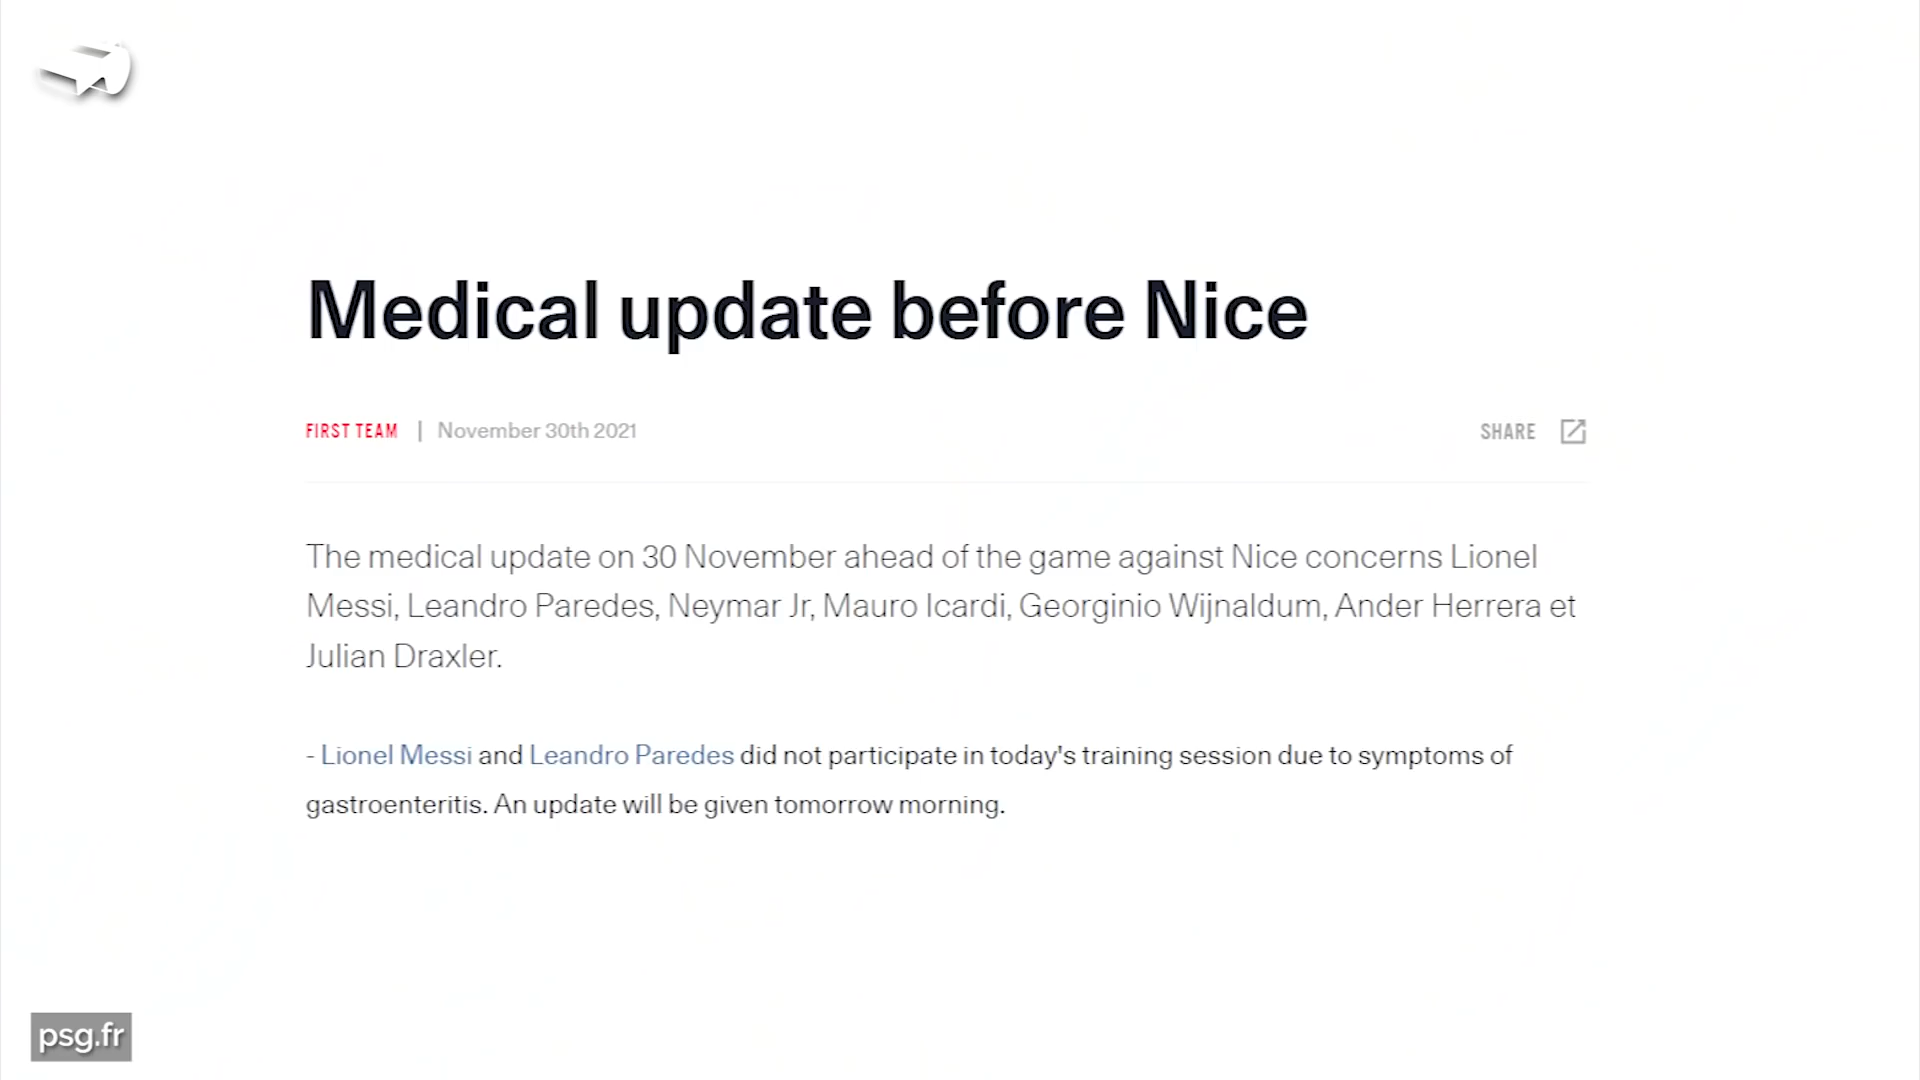 Medical update before Nice
FIRST TEAM | November 30th 2021
SHARE
The medical update on 30 November ahead of the game against Nice concerns Lionel
Messi, Leandro Paredes, Neymar Jr, Mauro Icardi, Georginio Wijnaldum, Ander Herrera et
Julian Draxler.
- Lionel Messi and Leandro Paredes did not participate in today's training session due to symptoms of
gastroenteritis. An update will be given tomorrow morning.
psg.fr